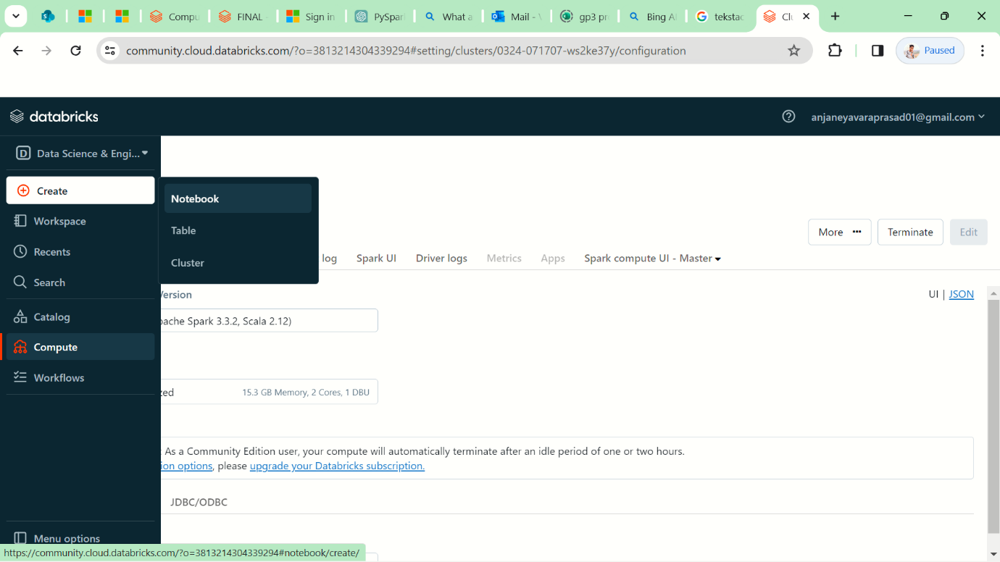 Compu
FINAL
Sign in
PySpar
What a
Mail -
gp3 pr
Bing A
tekstac
Clu
community.cloud.databricks.com/?o=3813214304339294#setting/clusters/0324-071707-ws2ke37y/configuration
Paused
databricks
anjaneyavaraprasad01@gmail.com
D Data Science & Engi...
Create
Notebook
Workspace
Table
More ... Terminate Edit
Recents
Cluster
log Spark UI Driver logs Metrics Apps Spark compute UI - Master
Search
Version
UI | JSON
Catalog
ache Spark 3.3.2, Scala 2.12)
Compute
Workflows
zed 15.3 GB Memory, 2 Cores, 1 DBU
: As a Community Edition user, your compute will automatically terminate after an idle period of one or two hours.
ion options, please upgrade your Databricks subscription.
JDBC/ODBC
Menu options
https://community.cloud.databricks.com/?o=3813214304339294#notebook/create/